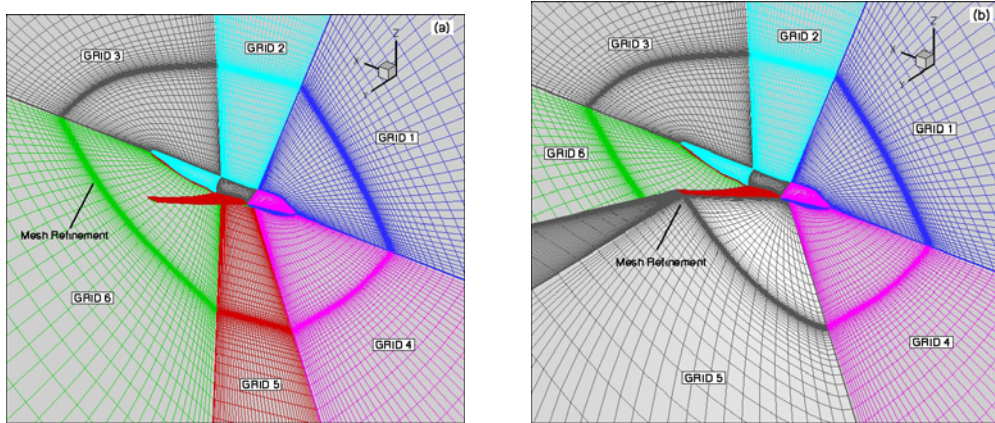 (a)
Z
GRID 2
GRID 3
X
Y
GRID 1
Mesh Refinement
GRID 6
GRID 4
GRID 5
(b)
Z
GRID 2
GRID 3
X
Y
GRID 1
GRID 6
Mesh Refinement
GRID 4
GRID 5